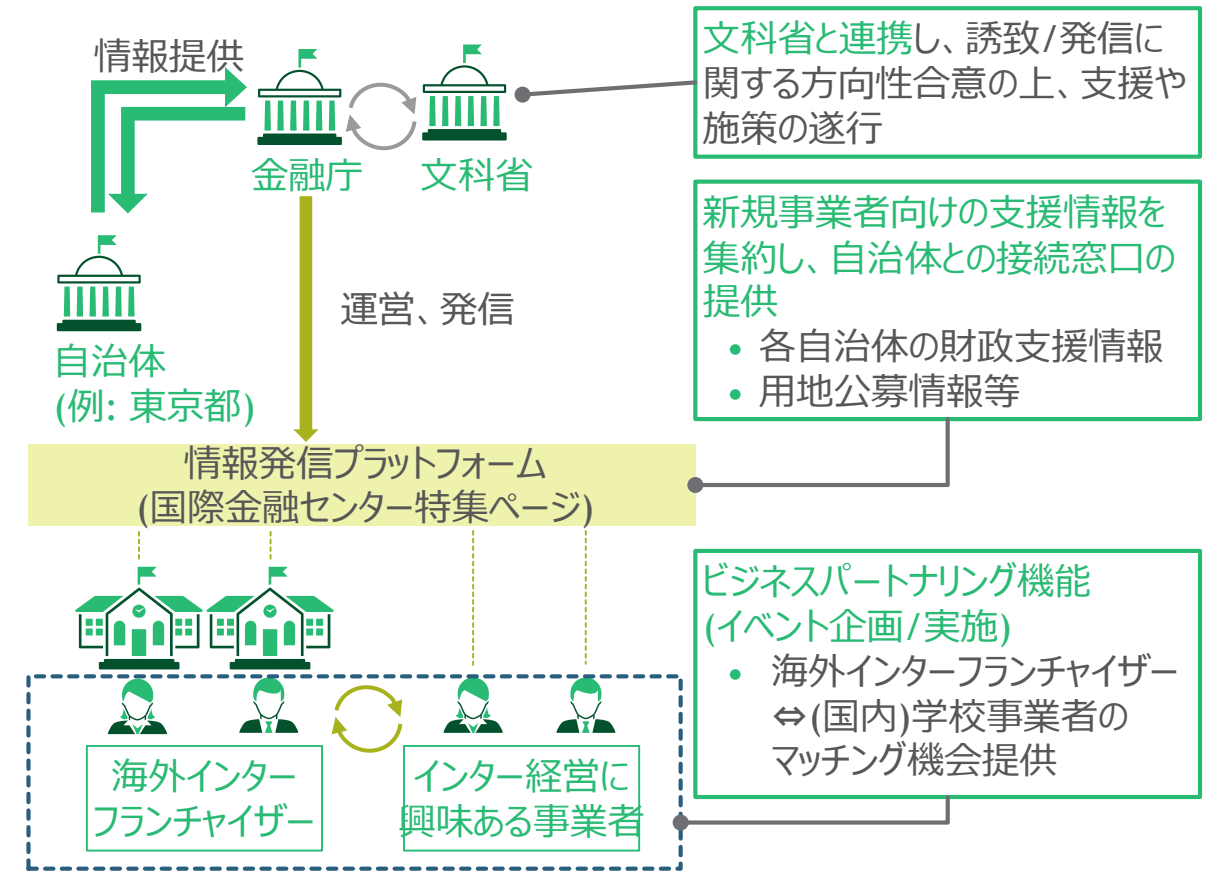 情報提供
金融庁
文科省
自治体
(例: 東京都)
運営、発信
情報発信プラットフォーム
(国際金融センター特集ページ)
海外インター
フランチャイザー
インター経営に
興味ある事業者
文科省と連携し、誘致/発信に
関する方向性合意の上、支援や
施策の遂行
新規事業者向けの支援情報を
集約し、自治体との接続窓口の
提供
• 各自治体の財政支援情報
• 用地公募情報等
ビジネスパートナリング機能
(イベント企画/実施)
• 海外インターフランチャイザー
⇔(国内)学校事業者の
マッチング機会提供